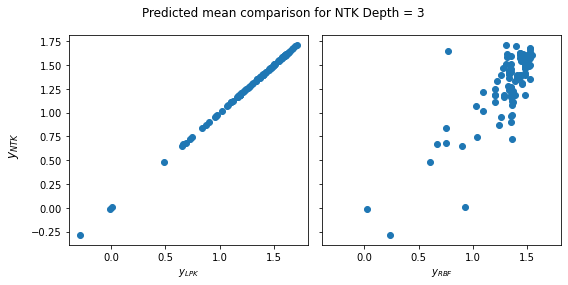 Predicted mean comparison for NTK Depth = 3
y_NTK
1.75
1.50
1.25
1.00
0.75
0.50
0.25
0.00
−0.25
0.0 0.5 1.0 1.5
y_LPK
0.0 0.5 1.0 1.5
y_RBF